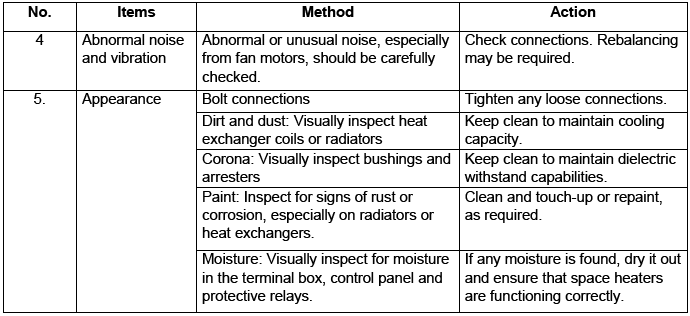 No. Items Method Action
4 Abnormal noise and vibration Abnormal or unusual noise, especially
from fan motors, should be carefully
checked. Check connections. Rebalancing
may be required.
5. Appearance Bolt connections Tighten any loose connections.
Dirt and dust: Visually inspect heat
exchanger coils or radiators
Keep clean to maintain cooling
capacity.
Corona: Visually inspect bushings and
arresters
Keep clean to maintain dielectric
withstand capabilities.
Paint: Inspect for signs of rust or
corrosion, especially on radiators or
heat exchangers.
Clean and touch-up or repaint,
as required.
Moisture: Visually inspect for moisture
in the terminal box, control panel and
protective relays.
If any moisture is found, dry it out
and ensure that space heaters
are functioning correctly.